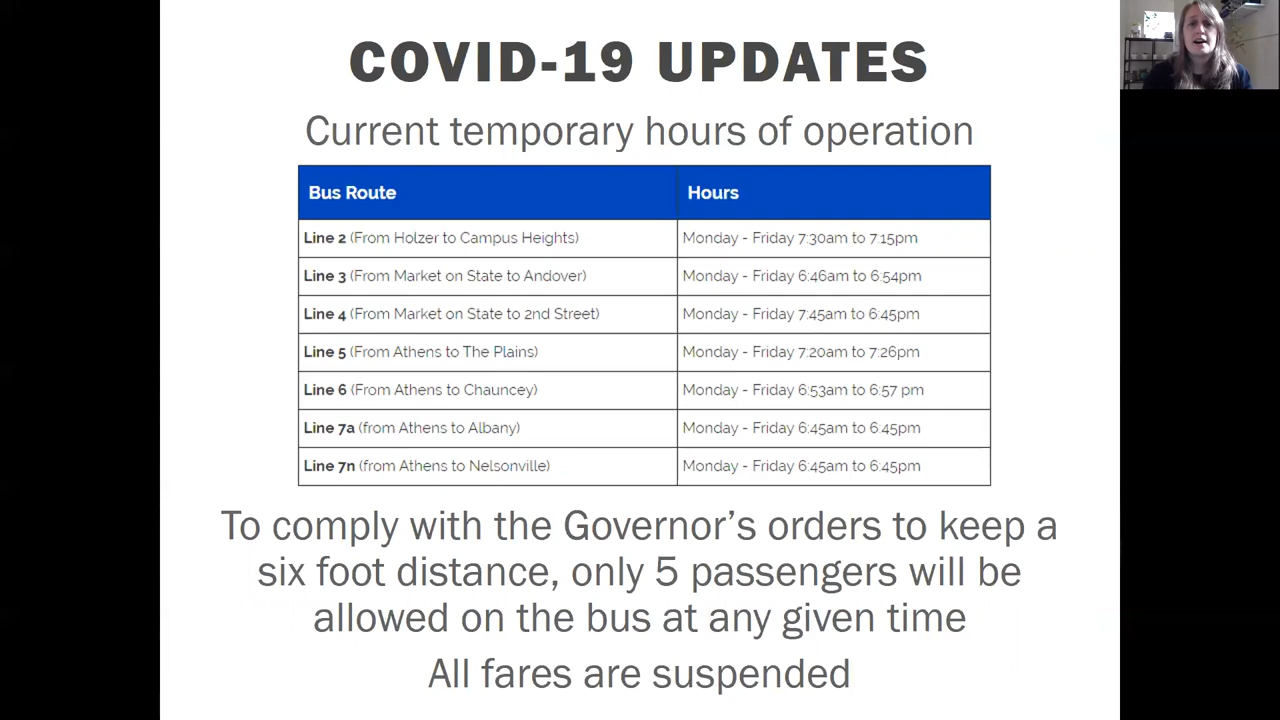 COVID-19 UPDATES
Current temporary hours of operation
Bus Route Hours
Line 2 (From Holzer to Campus Heights) Monday - Friday 7:30am to 7:15pm
Line 3 (From Market on State to Andover) Monday - Friday 6:46am to 6:54pm
Line 4 (From Market on State to 2nd Street) Monday - Friday 7:45am to 6:45pm
Line 5 (From Athens to The Plains) Monday - Friday 7:20am to 7:26pm
Line 6 (From Athens to Chauncey) Monday - Friday 6:53am to 6:57 pm
Line 7a (from Athens to Albany) Monday - Friday 6:45am to 6:45pm
Line 7n (from Athens to Nelsonville) Monday - Friday 6:45am to 6:45pm
To comply with the Governor’s orders to keep a
six foot distance, only 5 passengers will be
allowed on the bus at any given time
All fares are suspended